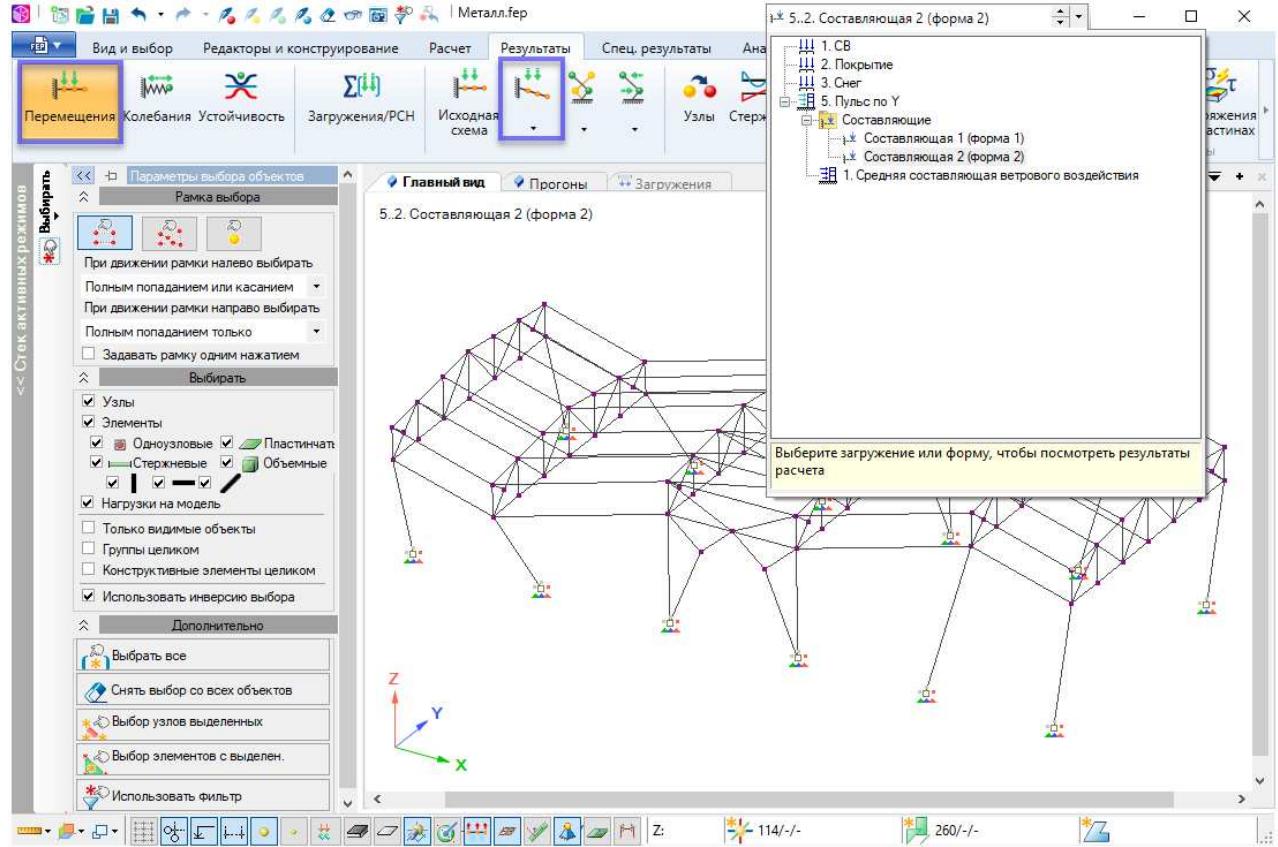 Металл.fep
5..2. Составляющая 2 (форма 2)
FEP
Вид и выбор
Редакторы и конструирование
Расчет
Результаты
Спец. результаты
Перемещения
Колебания
Устойчивость
Загружения/РСН
Исходная
схема
Узлы
1. СВ
2. Покрытие
3. Снег
5. Пульс по Y
Составляющие
Составляющая 1 (форма 1)
Составляющая 2 (форма 2)
1. Средняя составляющая ветрового воздействия
Выберите загружение или форму, чтобы посмотреть результаты
расчета
<< Стек активных режимов
Выбирать
<<
Параметры выбора объектов
Рамка выбора
При движении рамки налево выбирать
Полным попаданием или касанием
При движении рамки направо выбирать
Полным попаданием только
Задавать рамку одним нажатием
Выбирать
Узлы
Элементы
Одноузловые
Пластинчат
Стержневые
Объемные
Нагрузки на модель
Только видимые объекты
Группы целиком
Конструктивные элементы целиком
Использовать инверсию выбора
Дополнительно
Выбрать все
Снять выбор со всех объектов
Выбор узлов выделенных
Выбор элементов с выделен.
Использовать фильтр
Главный вид
Прогоны
Загружения
5..2. Составляющая 2 (форма 2)
Z
Y
X
Z:
114/-/-
260/-/-